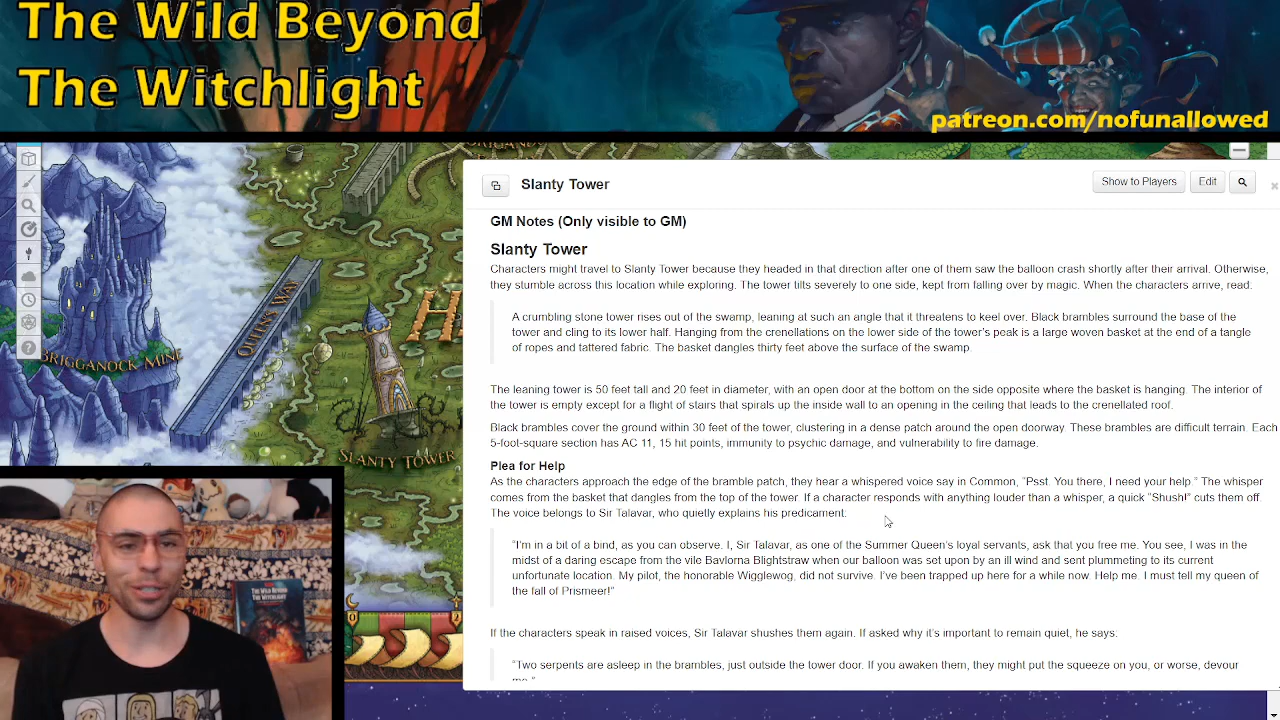 The Wild Beyond
The Witchlight
patreon.com/nofunallowed
Slanty Tower
Show to Players
Edit
GM Notes (Only visible to GM)
Slanty Tower
Characters might travel to Slanty Tower because they headed in that direction after one of them saw the balloon crash shortly after their arrival. Otherwise,
they stumble across this location while exploring. The tower tilts severely to one side, kept from falling over by magic. When the characters arrive, read:
A crumbling stone tower rises out of the swamp, leaning at such an angle that it threatens to keel over. Black brambles surround the base of the
tower and cling to its lower half. Hanging from the crenellations on the lower side of the tower's peak is a large woven basket at the end of a tangle
of ropes and tattered fabric. The basket dangles thirty feet above the surface of the swamp.
The leaning tower is 50 feet tall and 20 feet in diameter, with an open door at the bottom on the side opposite where the basket is hanging. The interior of
the tower is empty except for a flight of stairs that spirals up the inside wall to an opening in the ceiling that leads to the crenellated roof.
Black brambles cover the ground within 30 feet of the tower, clustering in a dense patch around the open doorway. These brambles are difficult terrain. Each
5-foot-square section has AC 11, 15 hit points, immunity to psychic damage, and vulnerability to fire damage.
Plea for Help
As the characters approach the edge of the bramble patch, they hear a whispered voice say in Common, "Psst. You there, I need your help." The whisper
comes from the basket that dangles from the top of the tower. If a character responds with anything louder than a whisper, a quick "Shush!" cuts them off.
The voice belongs to Sir Talavar, who quietly explains his predicament:
"I'm in a bit of a bind, as you can observe. I, Sir Talavar, as one of the Summer Queen's loyal servants, ask that you free me. You see, I was in the
midst of a daring escape from the vile Bavlorna Blightstraw when our balloon was set upon by an ill wind and sent plummeting to its current
unfortunate location. My pilot, the honorable Wigglewog, did not survive. I've been trapped up here for a while now. Help me. I must tell my queen of
the fall of Prismeer!"
If the characters speak in raised voices, Sir Talavar shushes them again. If asked why it's important to remain quiet, he says:
"Two serpents are asleep in the brambles, just outside the tower. If you awaken them, they might pursue you, or worse, devour
me."
BRIGGANOCK MINE
QUEEN'S WAY
SLANTY TOWER
H
0
2
THE WILD BEYOND
THE WITCHLIGHT